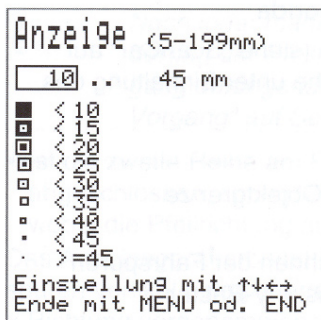 Anzeige (5-199mm)
10 .. 45 mm
< 10
< 15
< 20
< 25
< 30
< 35
< 40
< 45
>=45
Einstellung mit ↑↓←→
Ende mit MENU od. END